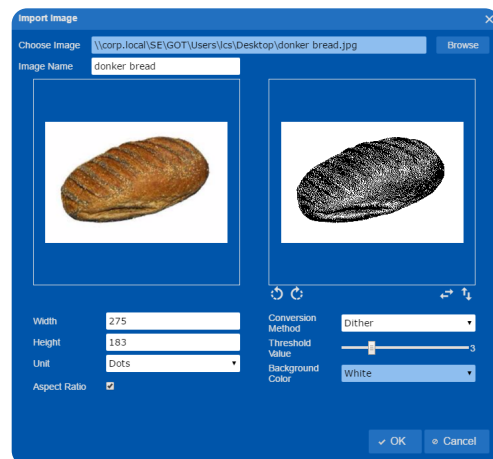 Import Image
Choose Image \\corp.local\SE\GOT\Users\lcs\Desktop\donker bread.jpg Browse
Image Name donker bread
Width 275
Height 183
Unit Dots
Aspect Ratio
Conversion
Method Dither
Threshold
Value 3
Background
Color White
OK Cancel